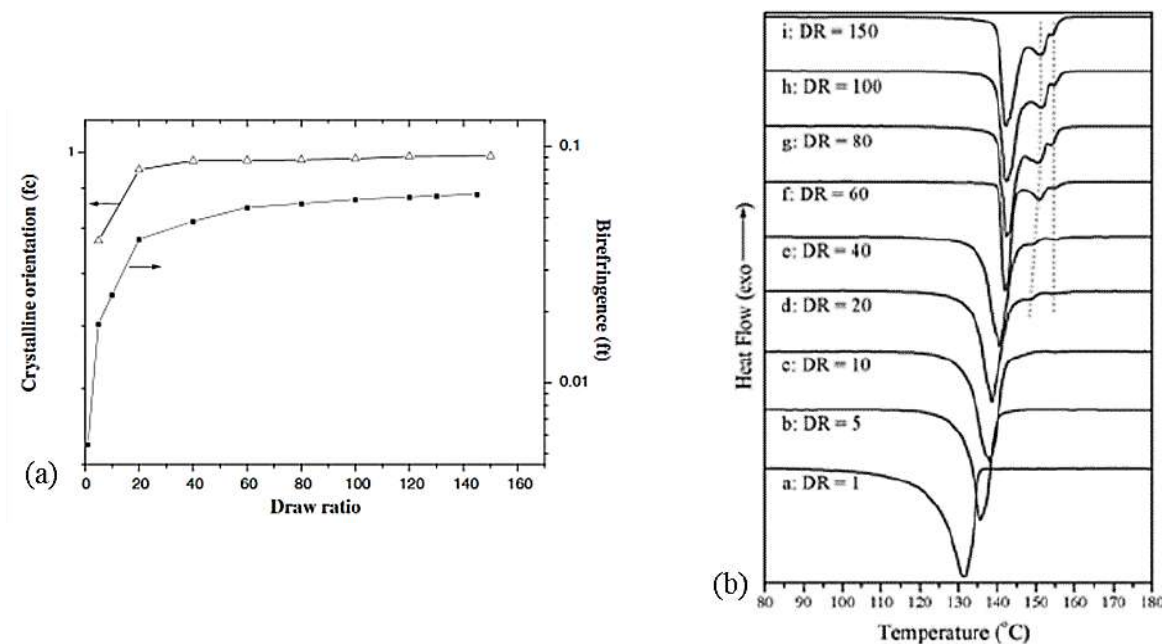 1
Crystalline orientation (fc)
0.1
0.01
Birefringence (ft)
0 20 40 60 80 100 120 140 160
Draw ratio
(a)
i: DR = 150
h: DR = 100
g: DR = 80
f: DR = 60
e: DR = 40
d: DR = 20
c: DR = 10
b: DR = 5
a: DR = 1
Heat Flow (exo
80 90 100 110 120 130 140 150 160 170 180
Temperature (°C)
(b)